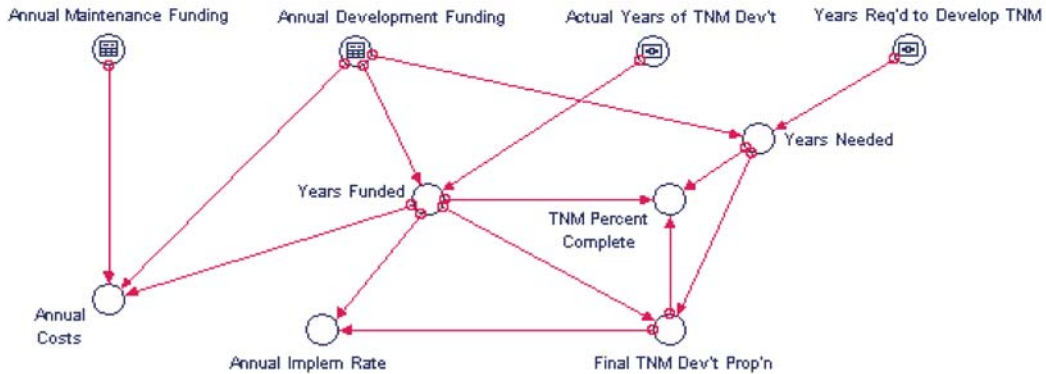 Annual Maintenance Funding
Annual Development Funding
Actual Years of TNM Dev't
Years Req'd to Develop TNM
Years Needed
Years Funded
TNM Percent
Complete
Annual
Costs
Annual Implem Rate
Final TNM Dev't Prop'n